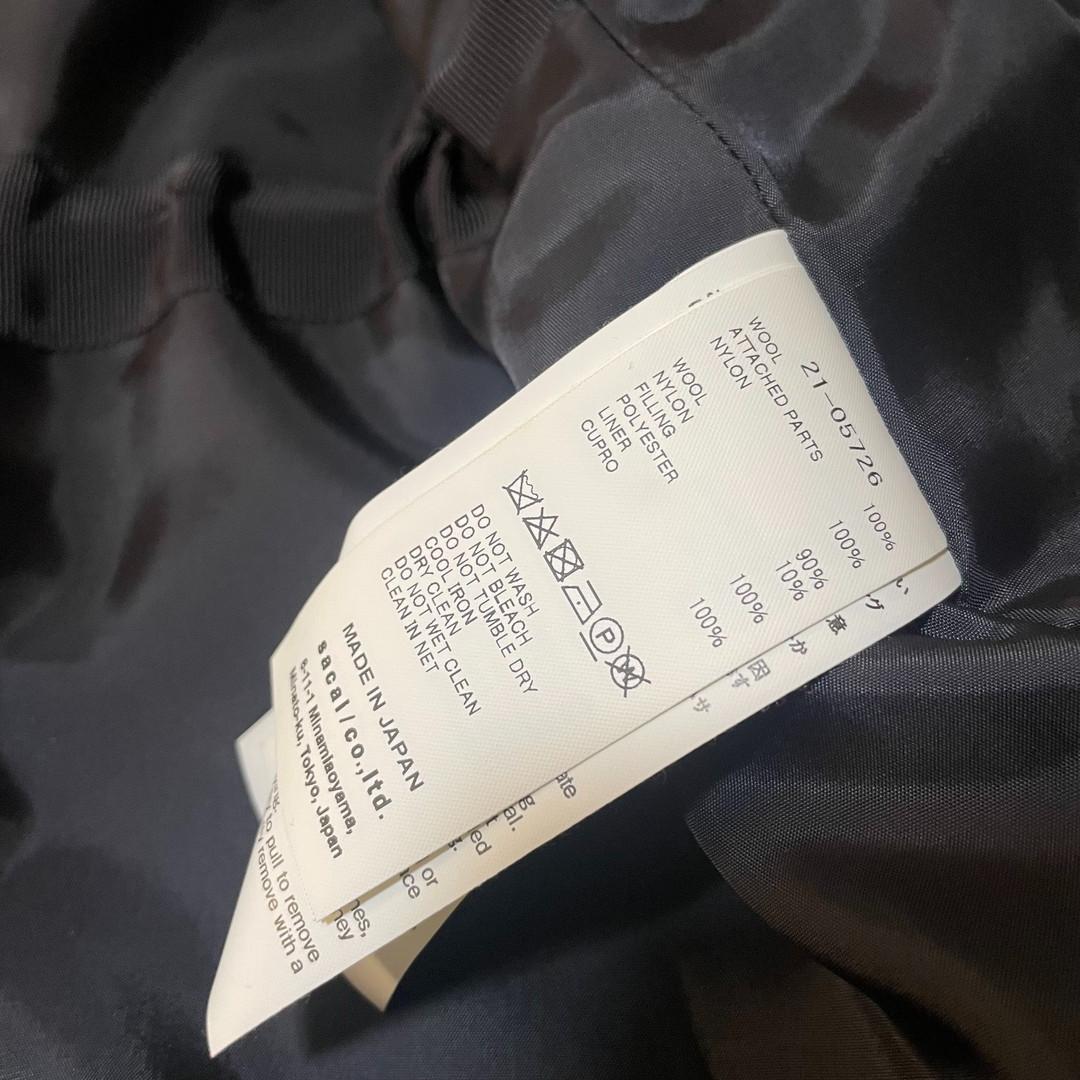 21-05726
WOOL 100%
ATTACHED PARTS
NYLON 100%
WOOL 90%
NYLON 10%
FILLING
POLYESTER 100%
LINER
CUPRO 100%
P W
DO NOT WASH
DO NOT BLEACH
DO NOT TUMBLE DRY
COOL IRON
DRY CLEAN
DO NOT WET CLEAN
CLEAN IN NET
MADE IN JAPAN
sacai/co.,ltd.
6-11-1 Minamiaoyama,
Minato-ku, Tokyo, Japan
to pull to remove
remove with a
or